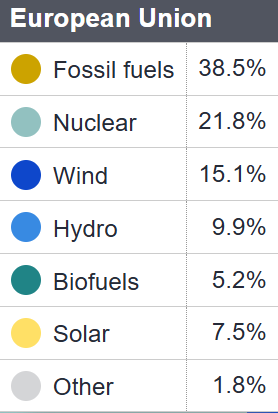 European Union
Fossil fuels 38.5%
Nuclear 21.8%
Wind 15.1%
Hydro 9.9%
Biofuels 5.2%
Solar 7.5%
Other 1.8%